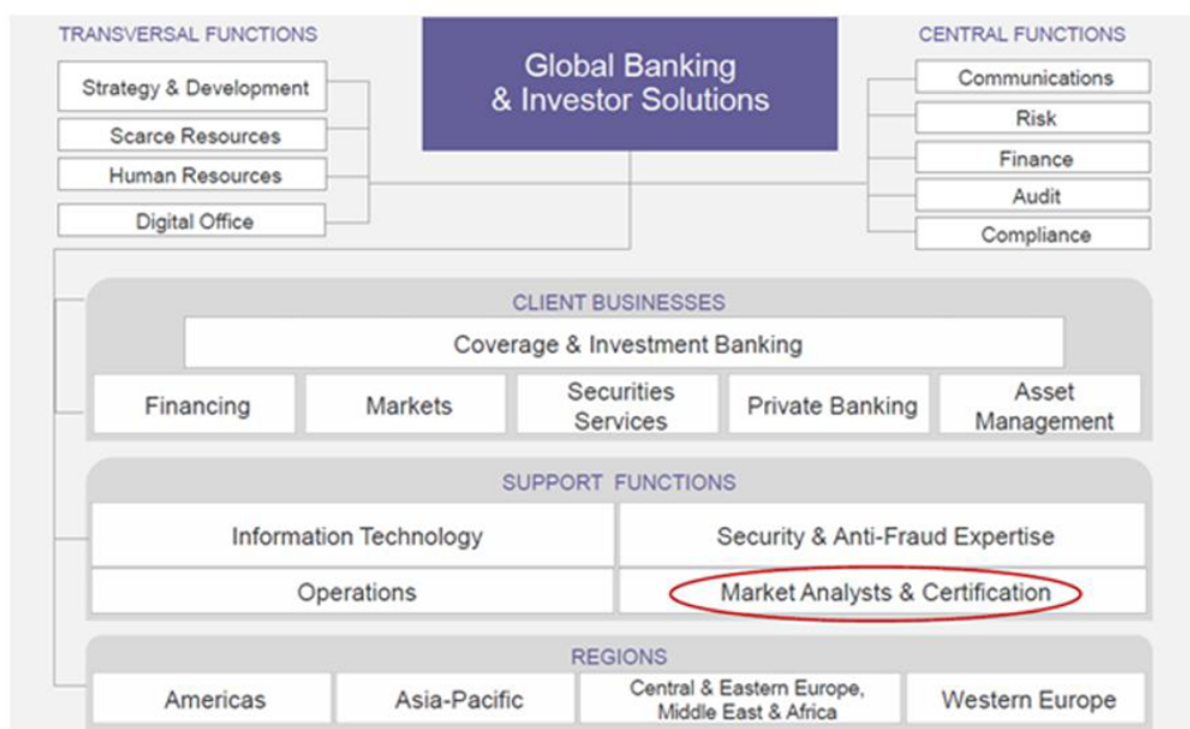 TRANSVERSAL FUNCTIONS
Strategy & Development
Scarce Resources
Human Resources
Digital Office
Global Banking
& Investor Solutions
CENTRAL FUNCTIONS
Communications
Risk
Finance
Audit
Compliance
CLIENT BUSINESSES
Coverage & Investment Banking
Financing
Markets
Securities
Services
Private Banking
Asset
Management
SUPPORT FUNCTIONS
Information Technology
Security & Anti-Fraud Expertise
Operations
Market Analysts & Certification
REGIONS
Americas
Asia-Pacific
Central & Eastern Europe,
Middle East & Africa
Western Europe